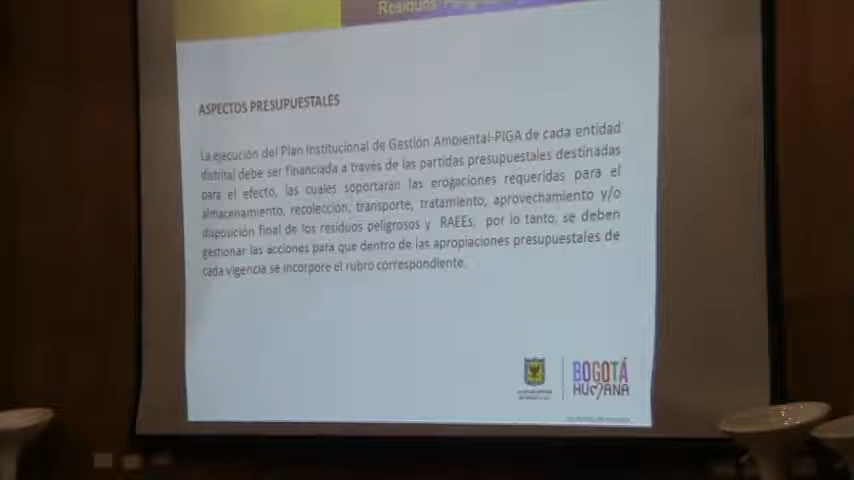 Residuos
ASPECTOS PRESUPUESTALES
La ejecución del Plan Institucional de Gestión Ambiental-PIGA de cada entidad
distrital debe ser financiada a través de las partidas presupuestales destinadas
para el efecto, las cuales soportarán las erogaciones requeridas para el
almacenamiento, recolección, transporte, tratamiento, aprovechamiento y/o
disposición final de los residuos peligrosos y RAEEs, por lo tanto, se deben
gestionar las acciones para que dentro de las apropiaciones presupuestales de
cada vigencia se incorpore el rubro correspondiente.
BOGOTÁ
HUMANA